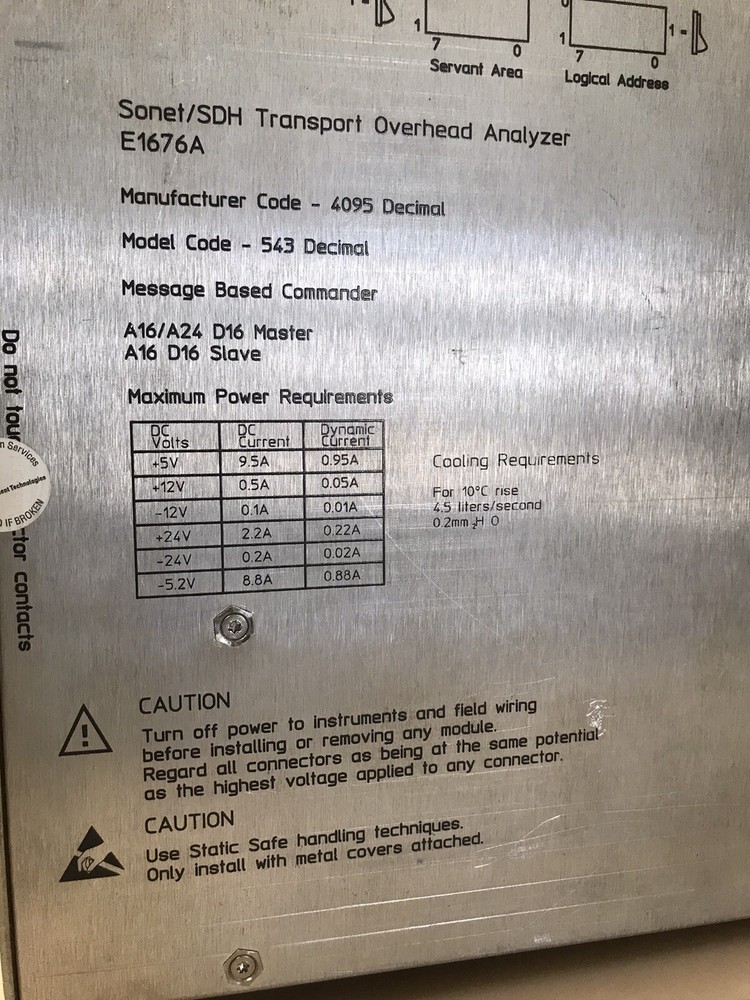 1 -
1
7 0
Servant Area
0
1
1 -
7 0
Logical Address
Sonet/SDH Transport Overhead Analyzer
E1676A
Manufacturer Code - 4095 Decimal
Model Code - 543 Decimal
Message Based Commander
A16/A24 D16 Master
A16 D16 Slave
Maximum Power Requirements
DC Volts DC Current Dynamic Current
+5V 9.5A 0.95A
+12V 0.5A 0.05A
-12V 0.1A 0.01A
+24V 2.2A 0.22A
-24V 0.2A 0.02A
-5.2V 8.8A 0.88A
Cooling Requirements
For 10°C rise
4.5 liters/second
0.2mm ₂H O
CAUTION
Turn off power to instruments and field wiring
before installing or removing any module.
Regard all connectors as being at the same potential
as the highest voltage applied to any connector.
CAUTION
Use Static Safe handling techniques.
Only install with metal covers attached.
Do not tou
ctor contacts
n Services
ent Technologies
D IF BROKEN